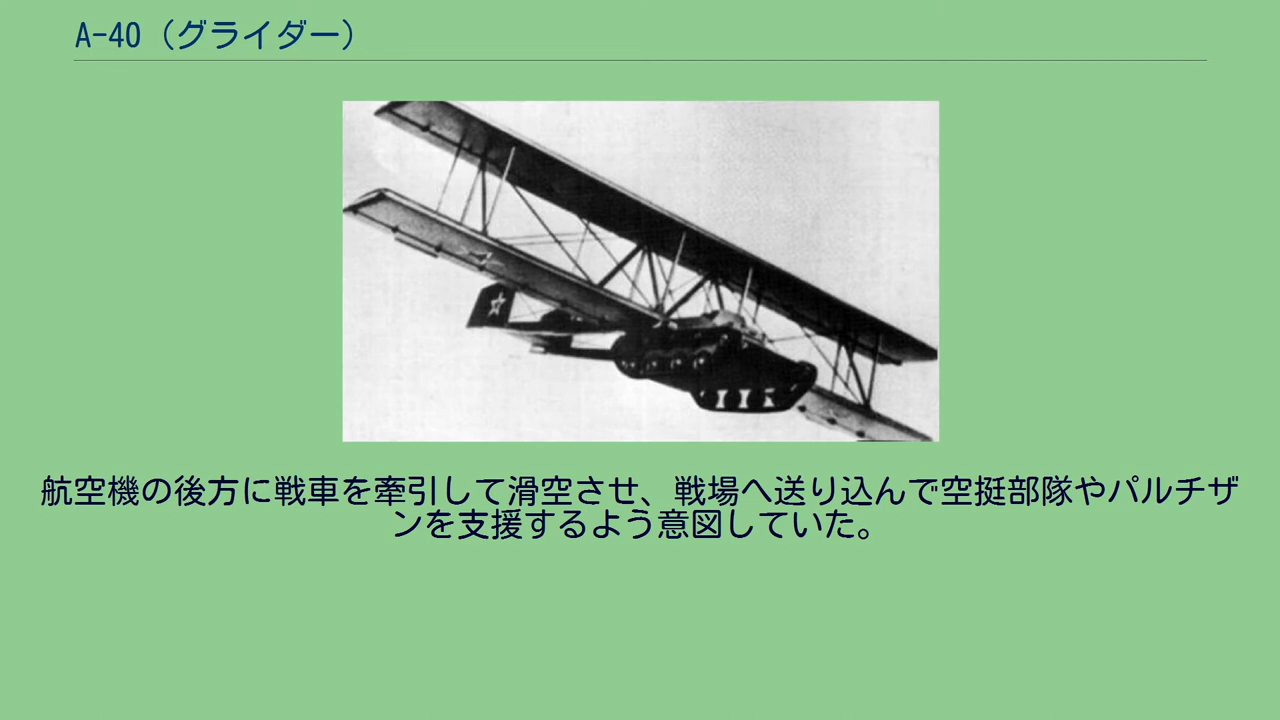 A-40（グライダー）
航空機の後方に戦車を牽引して滑空させ、戦場へ送り込んで空挺部隊やパルチザ
ンを支援するよう意図していた。